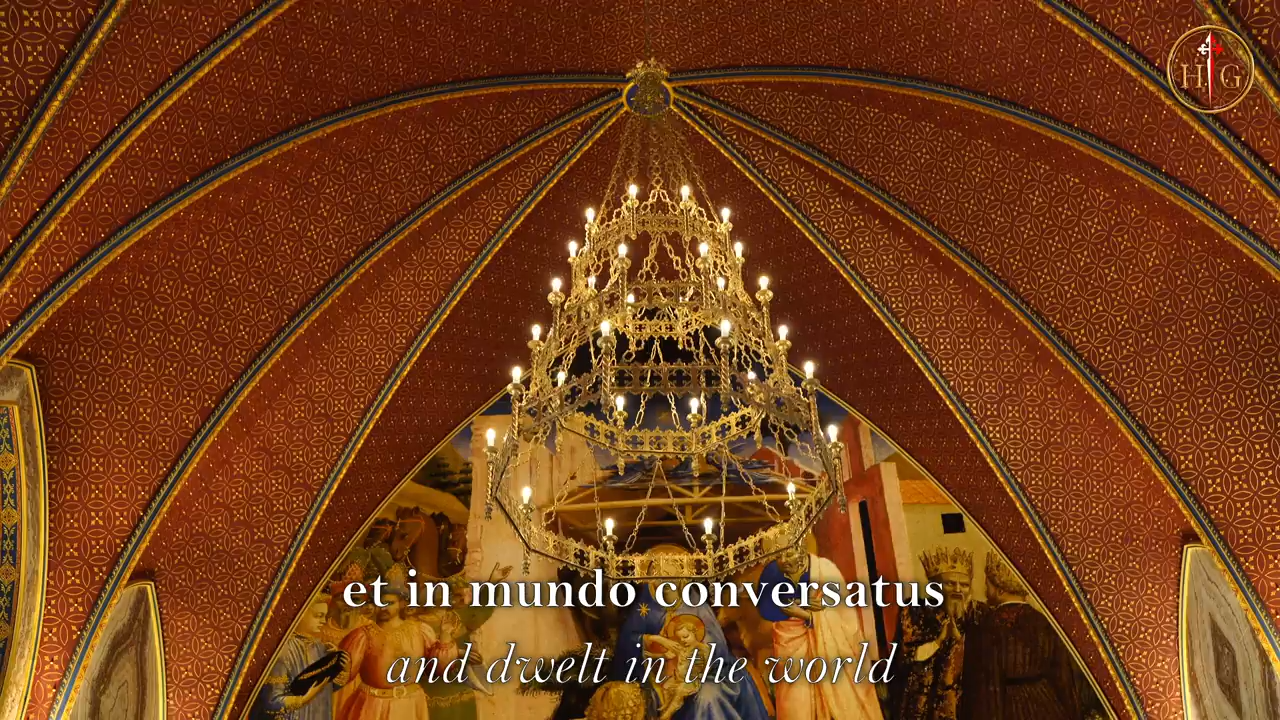 H G
et in mundo conversatus
and dwelt in the world